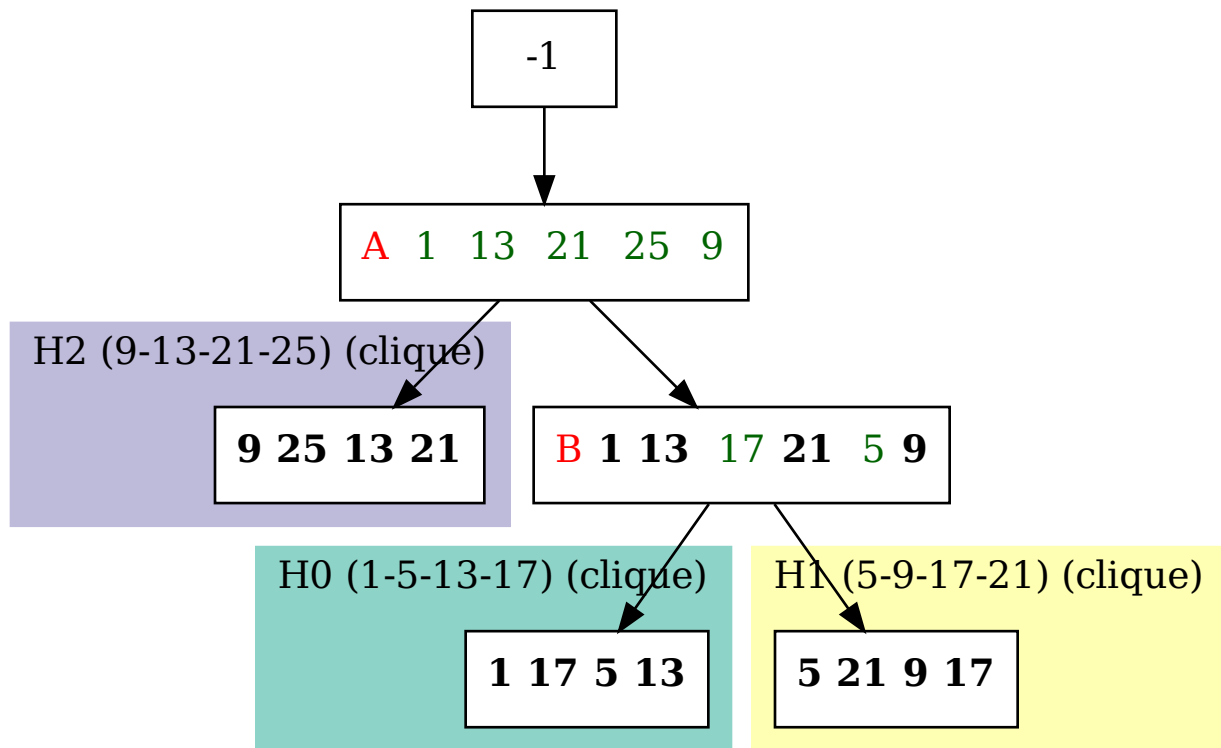 -1
A 1 13 21 25 9
H2 (9-13-21-25) (clique)
9 25 13 21
B 1 13 17 21 5 9
H0 (1-5-13-17) (clique)
1 17 5 13
H1 (5-9-17-21) (clique)
5 21 9 17